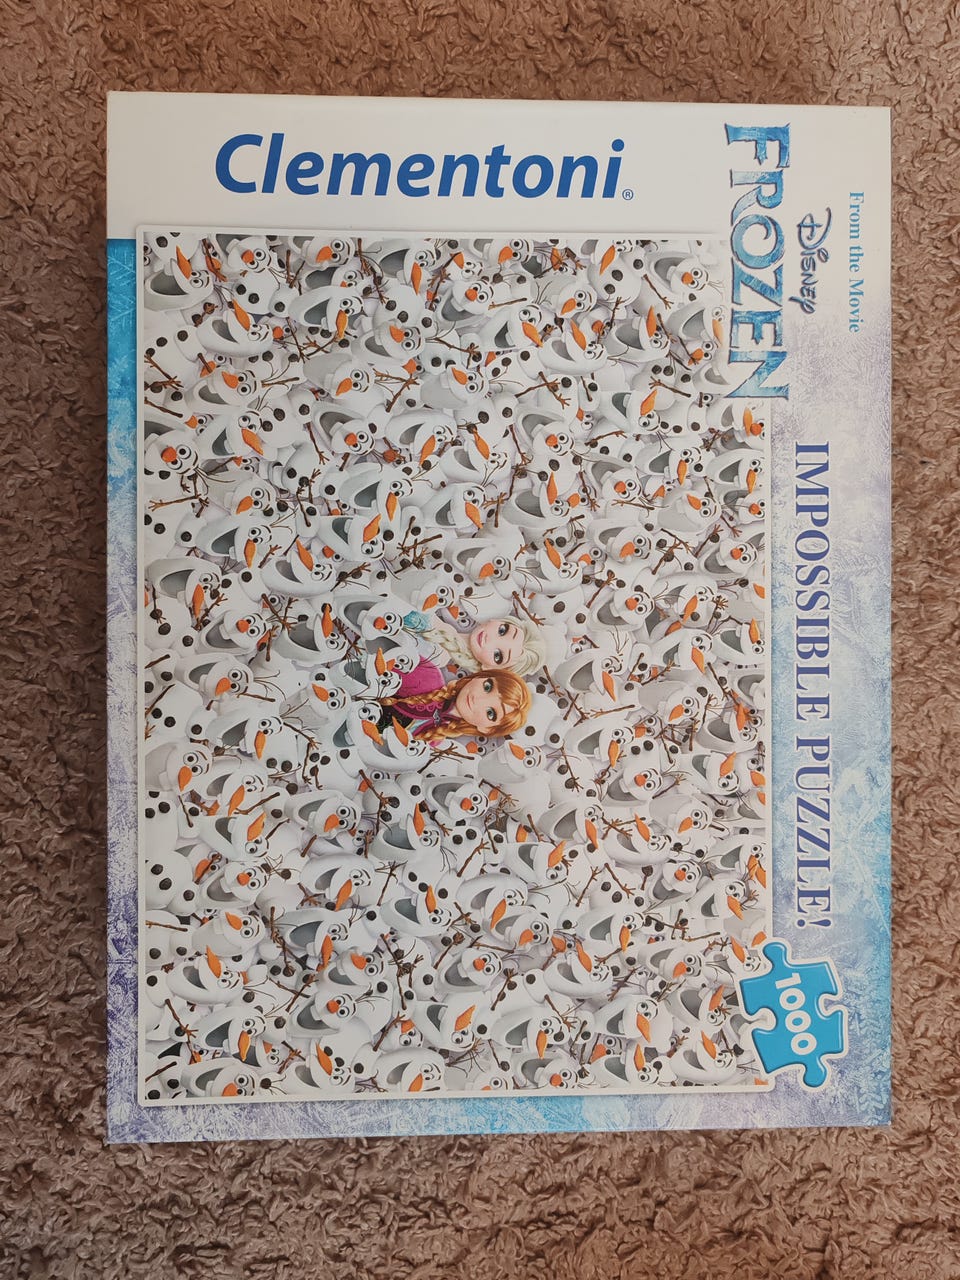 Clementoni®
From the Movie
Disney
FROZEN
IMPOSSIBLE PUZZLE!
1000